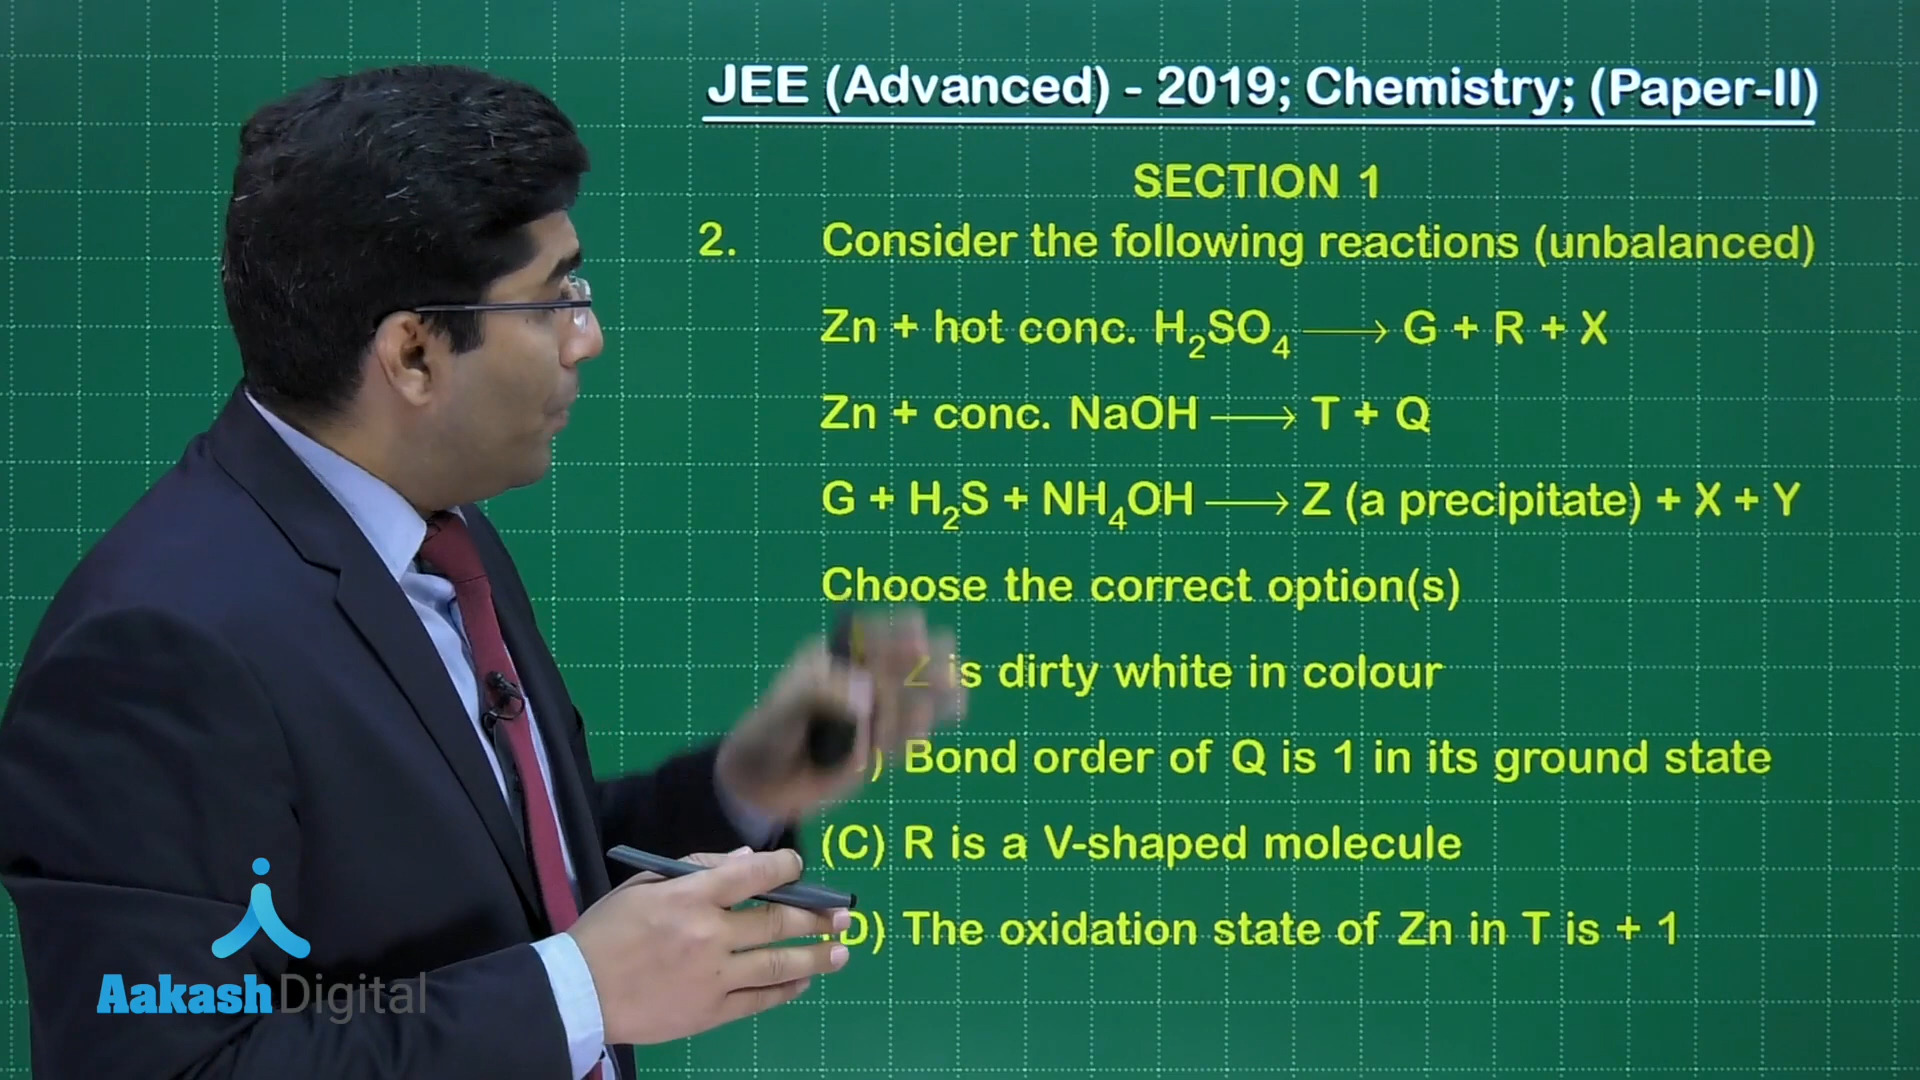 JEE (Advanced) - 2019; Chemistry; (Paper-II)
SECTION 1
2. Consider the following reactions (unbalanced)
Zn + hot conc. H₂SO₄ ⟶ G + R + X
Zn + conc. NaOH ⟶ T + Q
G + H₂S + NH₄OH ⟶ Z (a precipitate) + X + Y
Choose the correct option(s)
Z is dirty white in colour
) Bond order of Q is 1 in its ground state
(C) R is a V-shaped molecule
D) The oxidation state of Zn in T is + 1
Aakash Digital